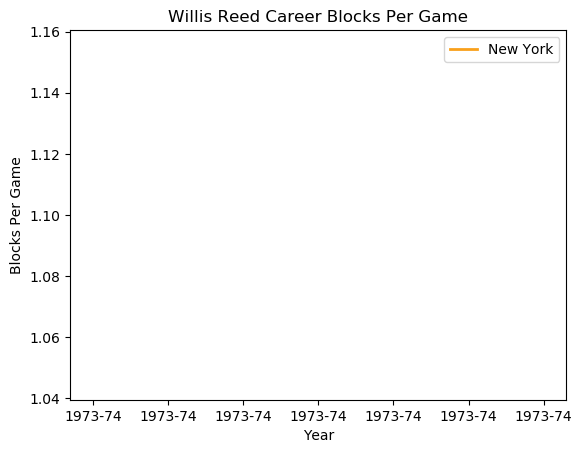 Willis Reed Career Blocks Per Game
New York
1.16
1.14
1.12
1.10
1.08
1.06
1.04
Blocks Per Game
1973-74 1973-74 1973-74 1973-74 1973-74 1973-74 1973-74
Year